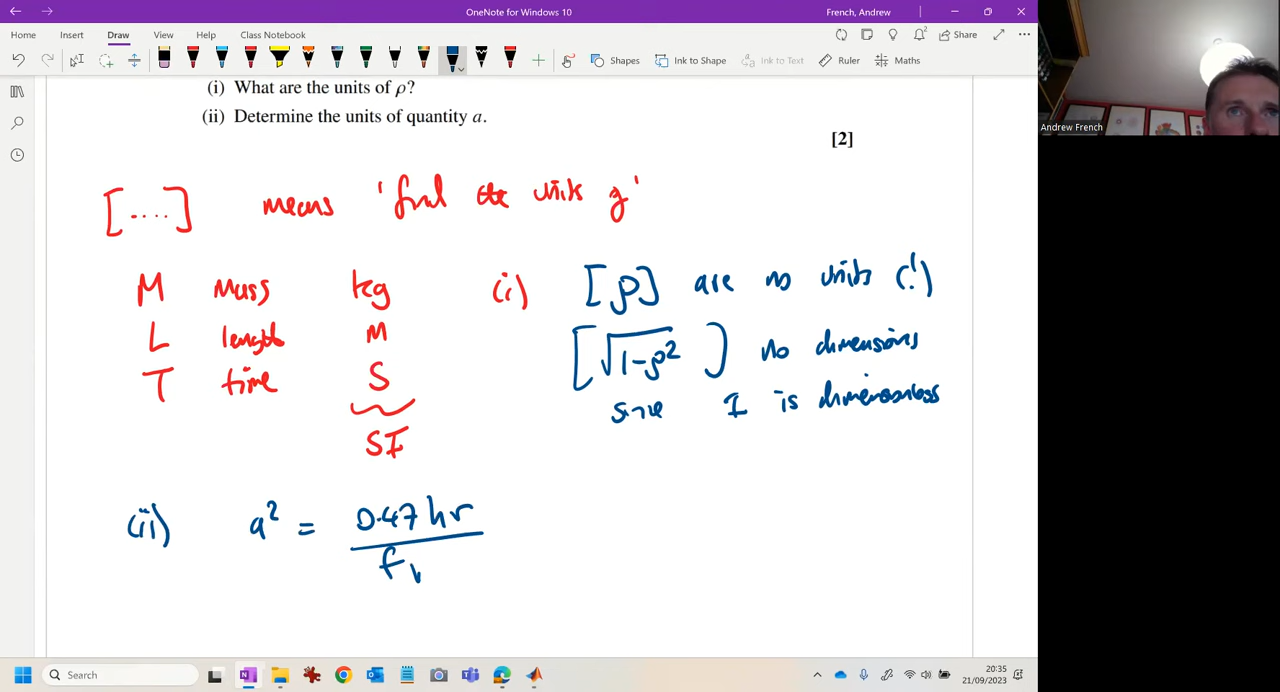 OneNote for Windows 10
French, Andrew
Home Insert Draw View Help Class Notebook
Share
Shapes Ink to Shape Ink to Text Ruler Maths
(i) What are the units of ρ?
(ii) Determine the units of quantity a.
[2]
[....] means 'find the units of'
M Mass kg
L length M
T time S
SI
(i) [ρ] are no units (!)
[√1-ρ²] no dimensions
since 1 is dimensionless
(ii) a² = 0.47hr
f
Andrew French
Search
20:35
21/09/2023